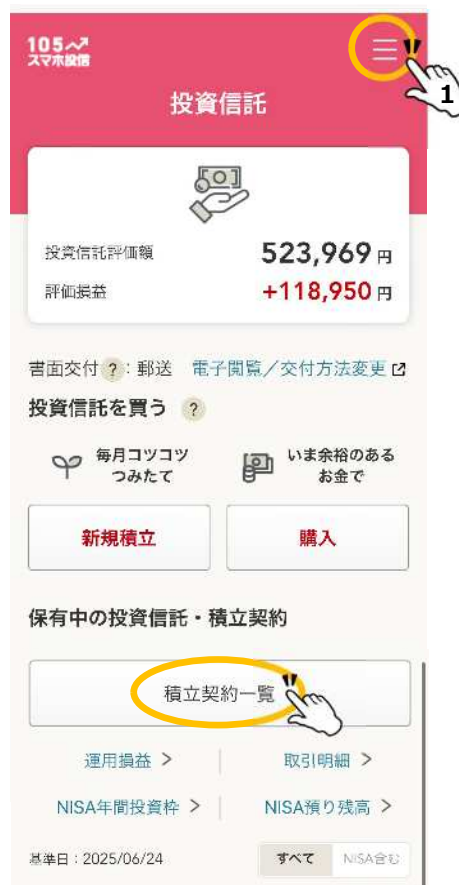 105
スマホ投信
1
投資信託
投資信託評価額 523,969 円
評価損益 +118,950 円
書面交付 ? : 郵送 電子閲覧／交付方法変更
投資信託を買う ?
毎月コツコツ
つみたて
いま余裕のある
お金で
新規積立 購入
保有中の投資信託・積立契約
積立契約一覧
運用損益 > 取引明細 >
NISA年間投資枠 > NISA預り残高 >
基準日：2025/06/24 すべて NISA含む